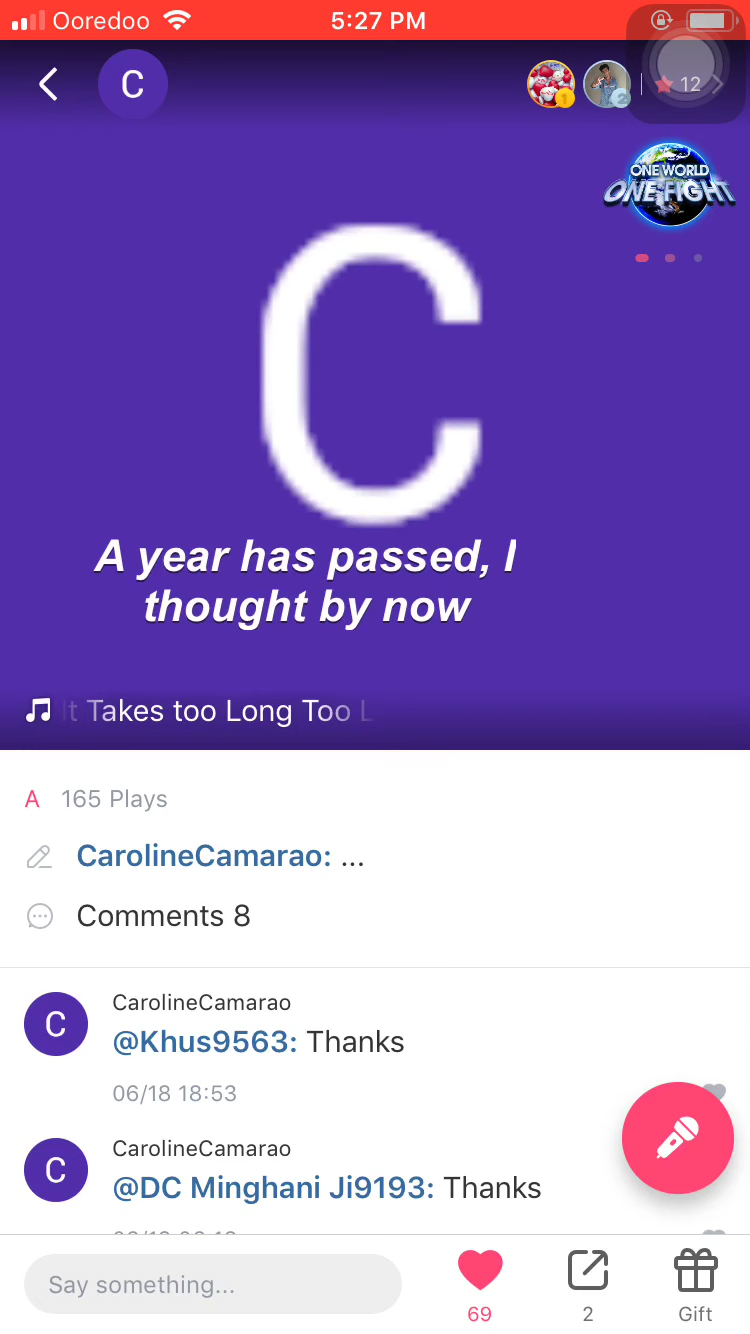 Ooredoo 5:27 PM
C
1 2 12
ONE WORLD
ONE FIGHT
C
A year has passed, I
thought by now
It Takes too Long Too L
A 165 Plays
CarolineCamarao: ...
Comments 8
C
CarolineCamarao
@Khus9563: Thanks
06/18 18:53
C
CarolineCamarao
@DC Minghani Ji9193: Thanks
Say something...
69
2
Gift